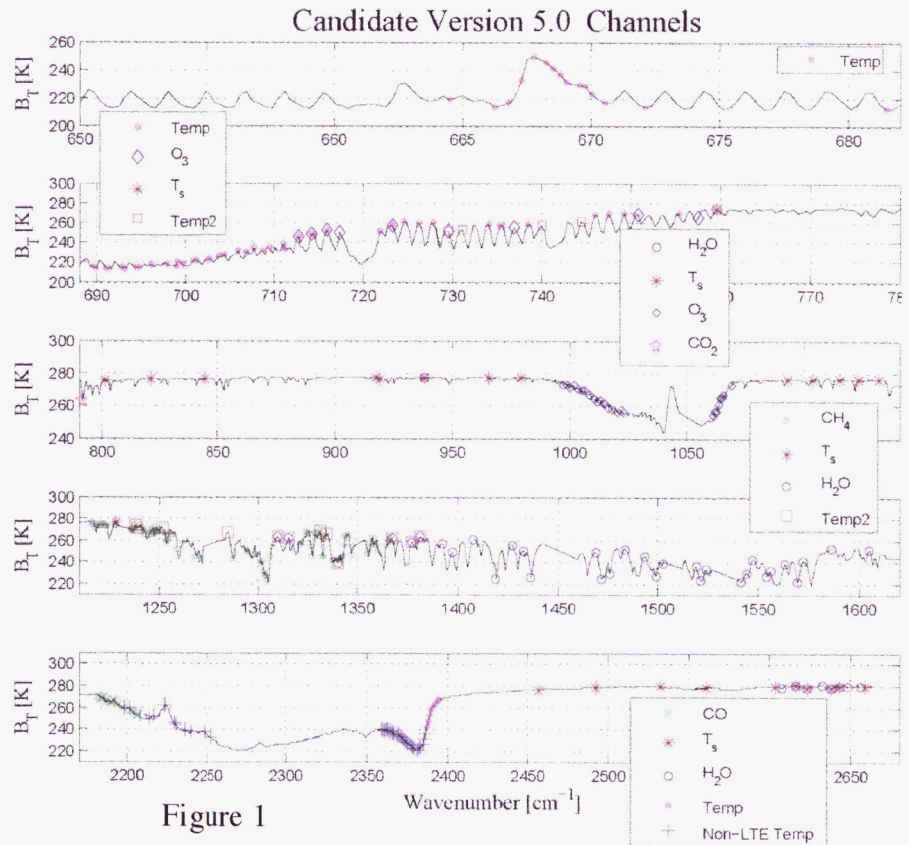 Candidate Version 5.0 Channels
B_T [K]
260
240
220
200
650
660
665
670
675
680
Temp
Temp
O_3
T_s
Temp2
B_T [K]
300
280
260
240
220
200
690
700
710
720
730
740
770
H_2O
T_s
O_3
CO_2
B_T [K]
300
280
260
240
800
850
900
950
1000
1050
CH_4
T_s
H_2O
Temp2
B_T [K]
300
280
260
240
220
1250
1300
1350
1400
1450
1500
1550
1600
B_T [K]
300
280
260
240
220
2200
2250
2300
2350
2400
2450
2650
CO
T_s
H_2O
Temp
Non-LTE Temp
Wavenumber [cm⁻¹]
Figure 1